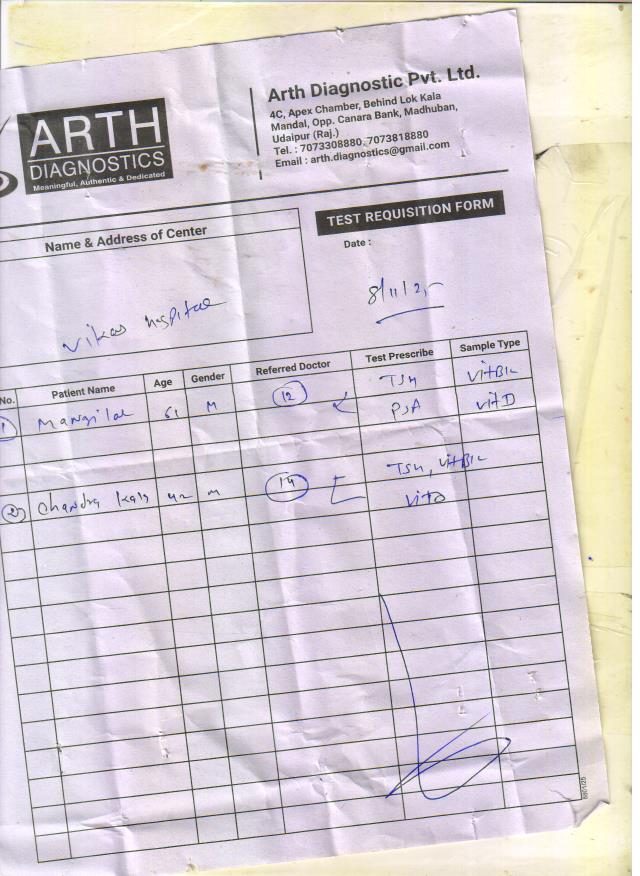 ARTH
DIAGNOSTICS
Meaningful, Authentic & Dedicated
Arth Diagnostic Pvt. Ltd.
4C, Apex Chamber, Behind Lok Kala
Mandal, Opp. Canara Bank, Madhuban,
Udaipur (Raj.)
Tel. : 7073308880, 7073818880
Email : arth.diagnostics@gmail.com
TEST REQUISITION FORM
Name & Address of Center
Date :
8/11/25
Vikas Hospital
No. Patient Name Age Gender Referred Doctor Test Prescribe Sample Type
1 Mangilal 61 M 12 TSH VitB12
PSA VitD
2 Chandra Kala 42 M 14 TSH, VitB12
VitD